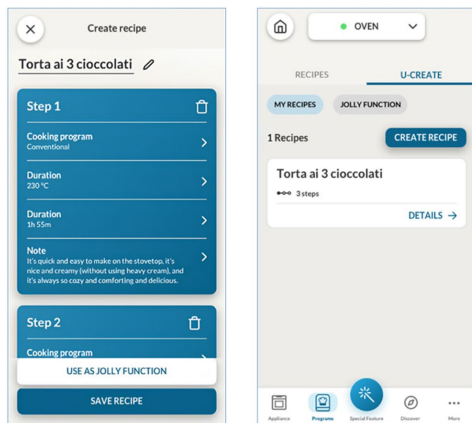 Create recipe
Torta ai 3 cioccolati
Step 1
Cooking program
Conventional
Duration
230 °C
Duration
1h 55m
Note
It's quick and easy to make on the stovetop, it's
nice and creamy (without using heavy cream), and
it's always so cozy and comforting and delicious.
Step 2
Cooking program
USE AS JOLLY FUNCTION
SAVE RECIPE
OVEN
RECIPES
U-CREATE
MY RECIPES
JOLLY FUNCTION
1 Recipes
CREATE RECIPE
Torta ai 3 cioccolati
3 steps
DETAILS →
Appliance
Programs
Special Feature
Discover
More